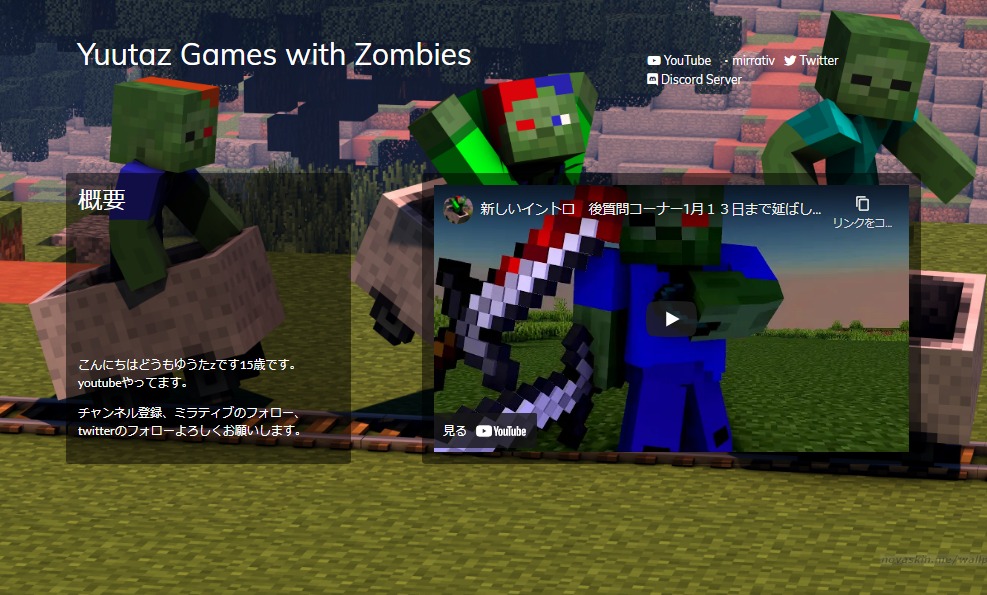 Yuutaz Games with Zombies
YouTube ・mirrativ Twitter
Discord Server
概要
こんにちはどうもゆうたzです15歳です。
youtubeやってます。
チャンネル登録、ミラティブのフォロー、
twitterのフォローよろしくお願いします。
新しいイントロ　後質問コーナー1月１３日まで延ばし...
リンクをコ...
見る YouTube